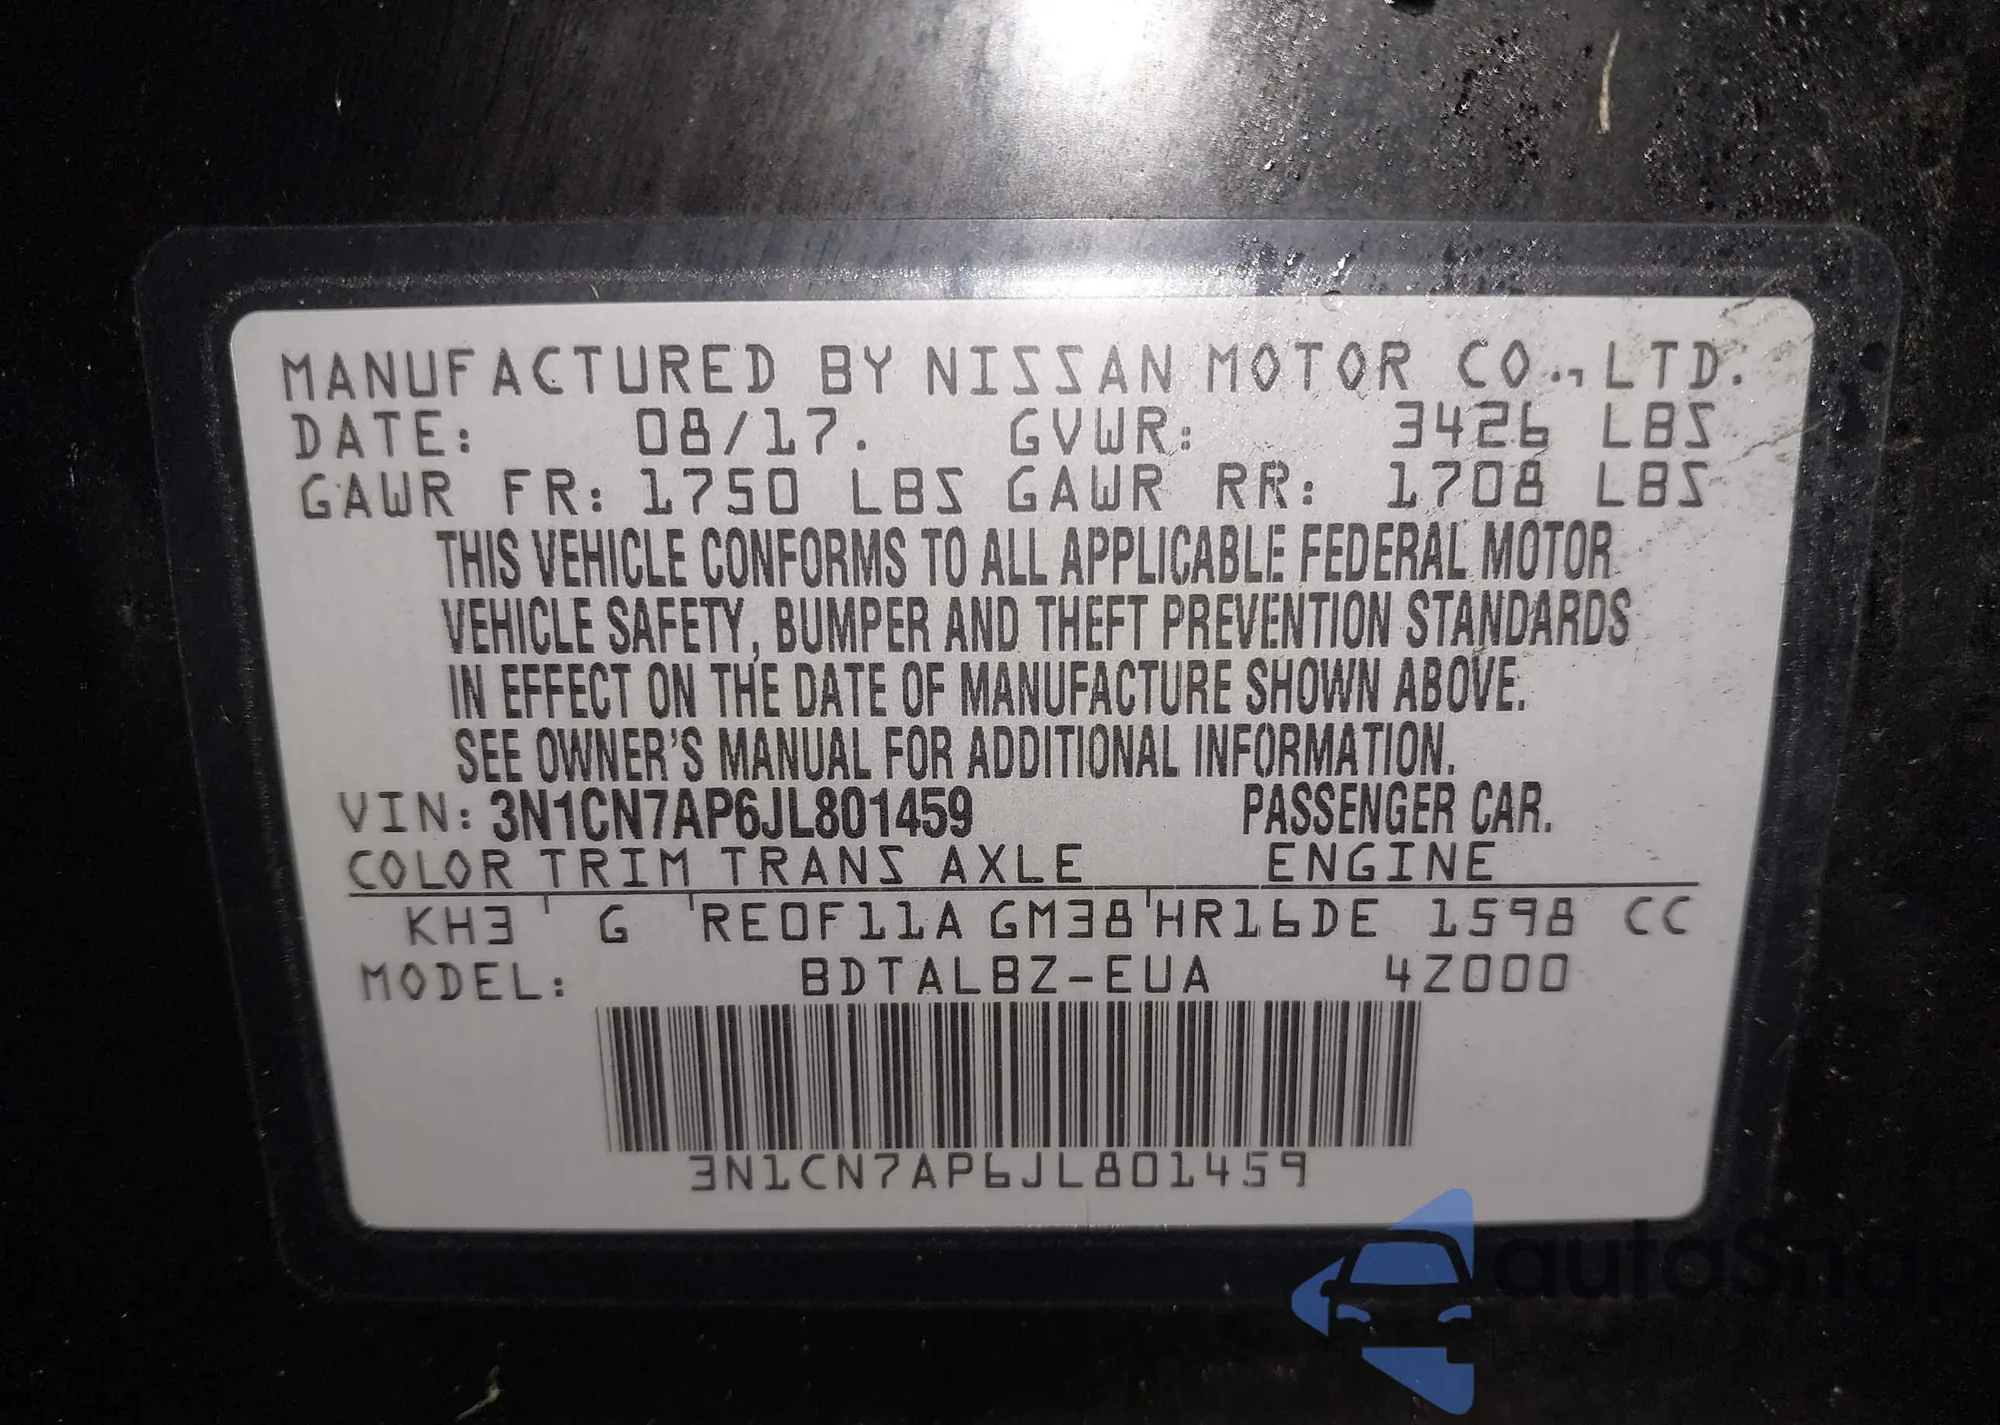 MANUFACTURED BY NISSAN MOTOR CO., LTD.
DATE: 08/17. GVWR: 3426 LBS
GAWR FR: 1750 LBS GAWR RR: 1708 LBS
THIS VEHICLE CONFORMS TO ALL APPLICABLE FEDERAL MOTOR
VEHICLE SAFETY, BUMPER AND THEFT PREVENTION STANDARDS
IN EFFECT ON THE DATE OF MANUFACTURE SHOWN ABOVE.
SEE OWNER'S MANUAL FOR ADDITIONAL INFORMATION.
VIN: 3N1CN7AP6JL801459 PASSENGER CAR.
COLOR TRIM TRANS AXLE ENGINE
KH3 G RE0F11A GM38 HR16DE 1598 CC
MODEL: BDTALBZ-EUA 4Z000
3N1CN7AP6JL801459
autaSnap